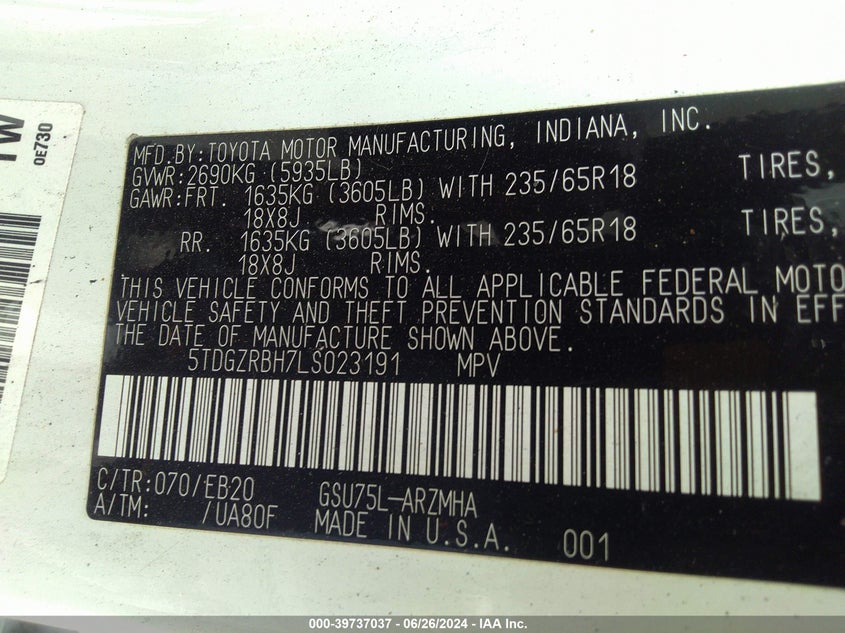 1W
0E730
MFD.BY:TOYOTA MOTOR MANUFACTURING, INDIANA, INC.
GVWR:2690KG (5935LB)
GAWR:FRT. 1635KG (3605LB) WITH 235/65R18 TIRES,
18X8J RIMS.
RR. 1635KG (3605LB) WITH 235/65R18 TIRES,
18X8J RIMS.
THIS VEHICLE CONFORMS TO ALL APPLICABLE FEDERAL MOTO
VEHICLE SAFETY AND THEFT PREVENTION STANDARDS IN EFF
THE DATE OF MANUFACTURE SHOWN ABOVE.
5TDGZRBH7LS023191 MPV
C/TR:070/EB20 GSU75L-ARZMHA
A/TM: /UA80F MADE IN U.S.A. 001
000-39737037 - 06/26/2024 - IAA Inc.